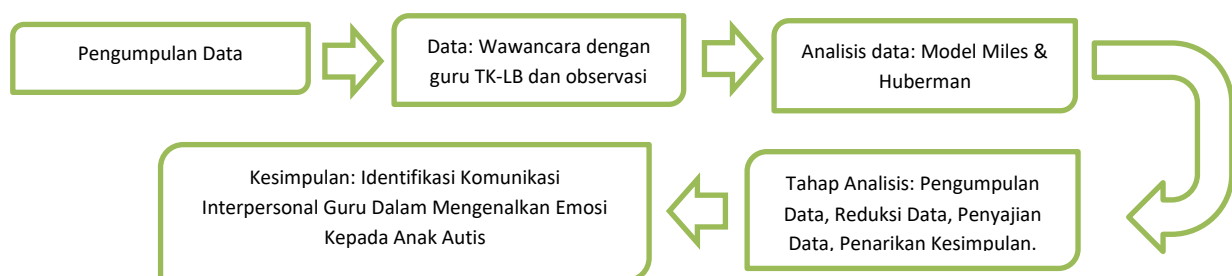 Pengumpulan Data
Data: Wawancara dengan
guru TK-LB dan observasi
Analisis data: Model Miles &
Huberman
Tahap Analisis: Pengumpulan
Data, Reduksi Data, Penyajian
Data, Penarikan Kesimpulan.
Kesimpulan: Identifikasi Komunikasi
Interpersonal Guru Dalam Mengenalkan Emosi
Kepada Anak Autis